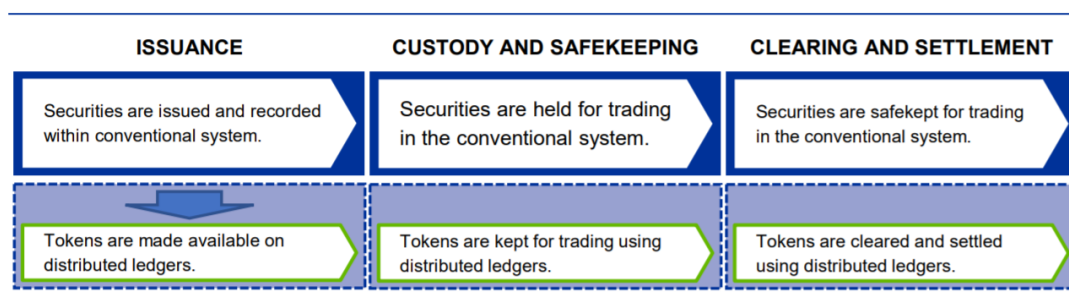 ISSUANCE
CUSTODY AND SAFEKEEPING
CLEARING AND SETTLEMENT
Securities are issued and recorded
within conventional system.
Securities are held for trading
in the conventional system.
Securities are safekept for trading
in the conventional system.
Tokens are made available on
distributed ledgers.
Tokens are kept for trading using
distributed ledgers.
Tokens are cleared and settled
using distributed ledgers.